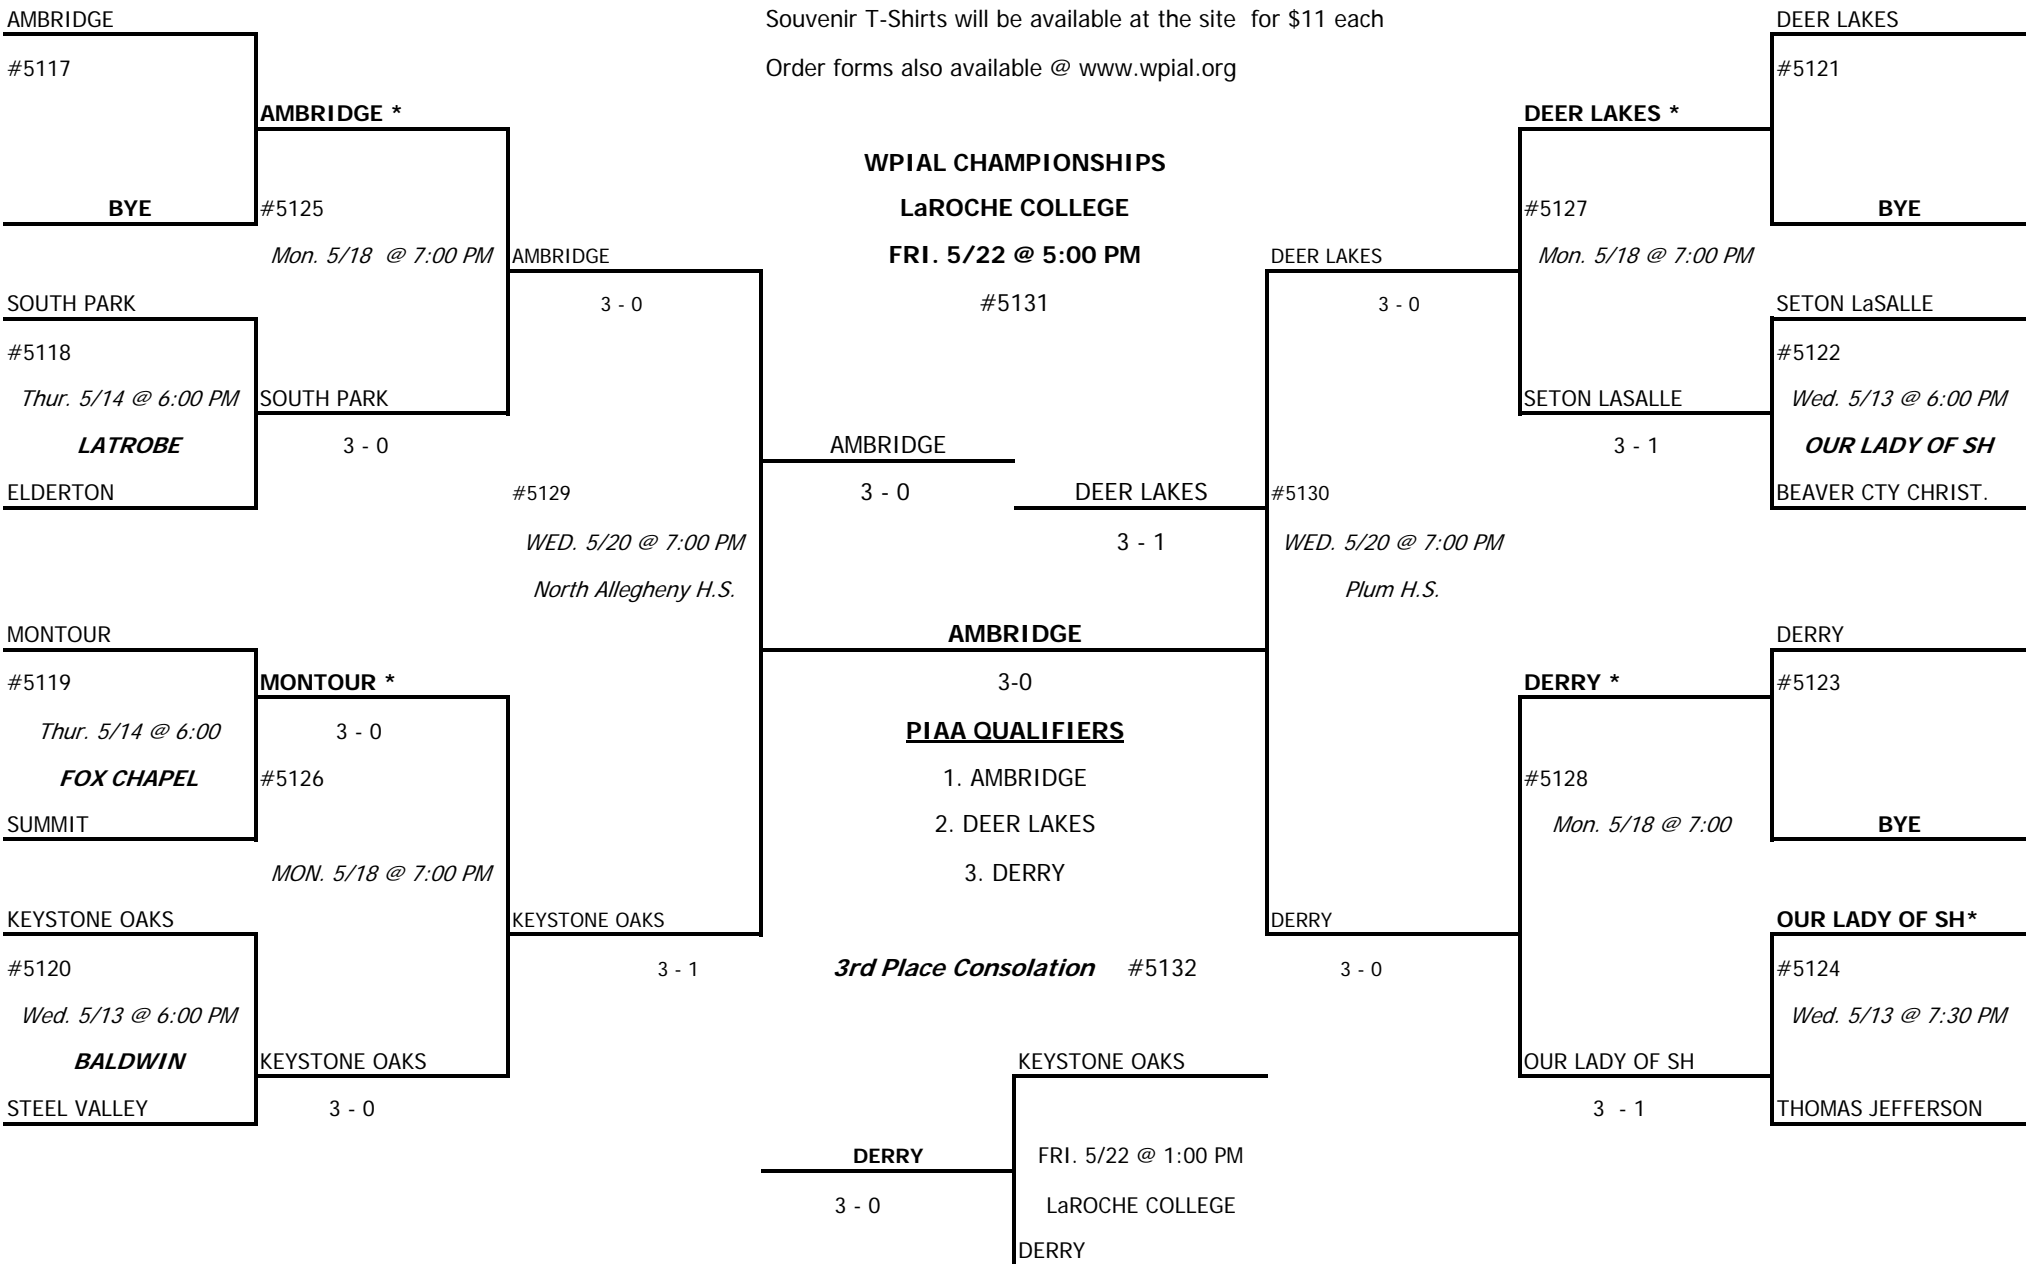 AMBRIDGE
Souvenir T-Shirts will be available at the site for $11 each
DEER LAKES
#5117
Order forms also available @ www.wpial.org
#5121
AMBRIDGE *
DEER LAKES *
WPIAL CHAMPIONSHIPS
BYE
#5125
LaROCHE COLLEGE
#5127
BYE
Mon. 5/18 @ 7:00 PM
AMBRIDGE
FRI. 5/22 @ 5:00 PM
DEER LAKES
Mon. 5/18 @ 7:00 PM
SOUTH PARK
3 - 0
#5131
3 - 0
SETON LaSALLE
#5118
#5122
Thur. 5/14 @ 6:00 PM
SOUTH PARK
SETON LASALLE
Wed. 5/13 @ 6:00 PM
LATROBE
3 - 0
AMBRIDGE
3 - 1
OUR LADY OF SH
ELDERTON
#5129
3 - 0
DEER LAKES
#5130
BEAVER CTY CHRIST.
WED. 5/20 @ 7:00 PM
3 - 1
WED. 5/20 @ 7:00 PM
North Allegheny H.S.
Plum H.S.
MONTOUR
AMBRIDGE
DERRY
#5119
MONTOUR *
3-0
DERRY *
#5123
Thur. 5/14 @ 6:00
3 - 0
PIAA QUALIFIERS
FOX CHAPEL
#5126
1. AMBRIDGE
#5128
SUMMIT
2. DEER LAKES
Mon. 5/18 @ 7:00
BYE
MON. 5/18 @ 7:00 PM
3. DERRY
KEYSTONE OAKS
KEYSTONE OAKS
DERRY
OUR LADY OF SH*
#5120
3 - 1
3rd Place Consolation #5132
3 - 0
#5124
Wed. 5/13 @ 6:00 PM
Wed. 5/13 @ 7:30 PM
BALDWIN
KEYSTONE OAKS
KEYSTONE OAKS
OUR LADY OF SH
STEEL VALLEY
3 - 0
3 - 1
THOMAS JEFFERSON
DERRY
FRI. 5/22 @ 1:00 PM
3 - 0
LaROCHE COLLEGE
DERRY